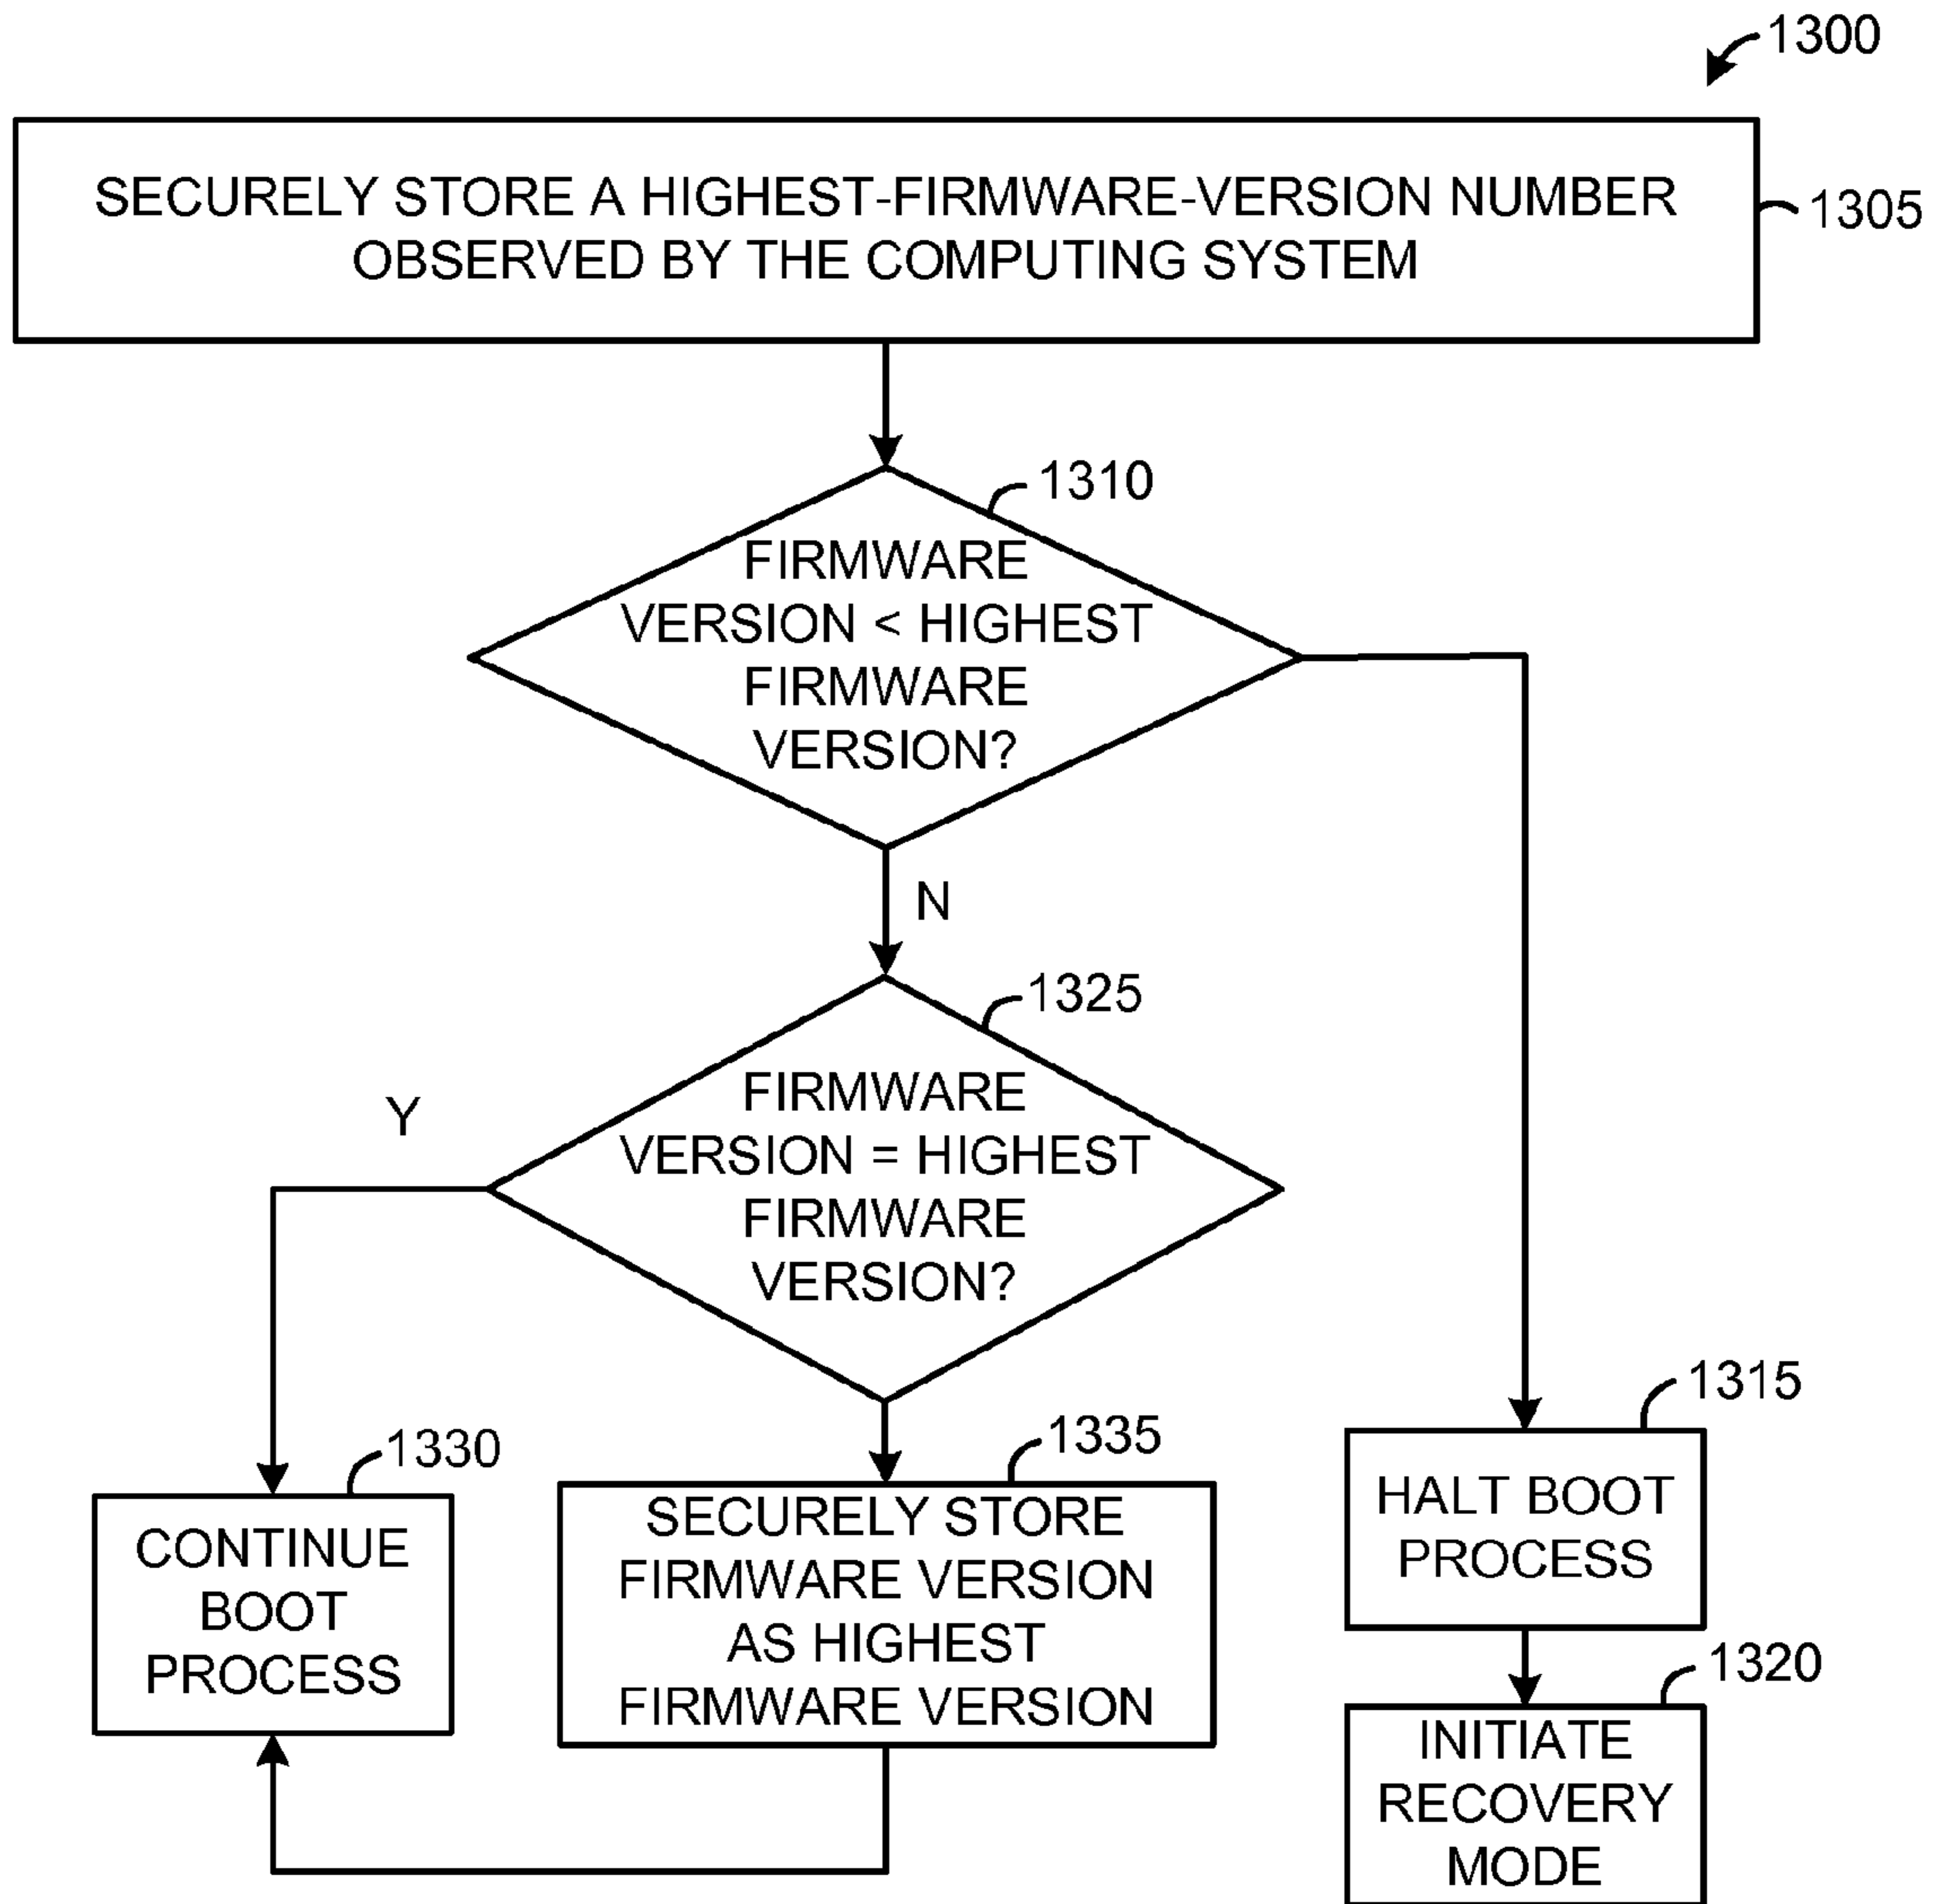 1300
SECURELY STORE A HIGHEST-FIRMWARE-VERSION NUMBER
OBSERVED BY THE COMPUTING SYSTEM
1305
1310
FIRMWARE
VERSION < HIGHEST
FIRMWARE
VERSION?
N
1325
FIRMWARE
VERSION = HIGHEST
FIRMWARE
VERSION?
Y
1330
CONTINUE
BOOT
PROCESS
1335
SECURELY STORE
FIRMWARE VERSION
AS HIGHEST
FIRMWARE VERSION
1315
HALT BOOT
PROCESS
1320
INITIATE
RECOVERY
MODE